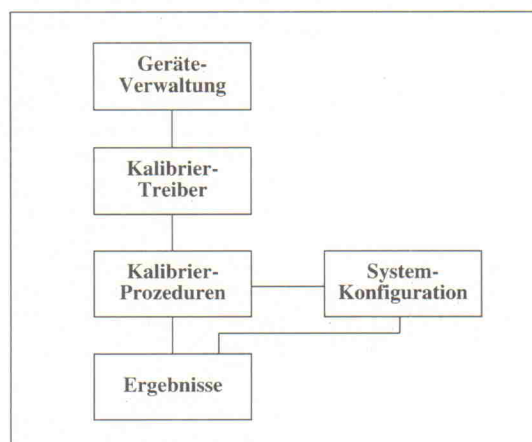 Geräte-
Verwaltung
Kalibrier-
Treiber
Kalibrier-
Prozeduren
System-
Konfiguration
Ergebnisse